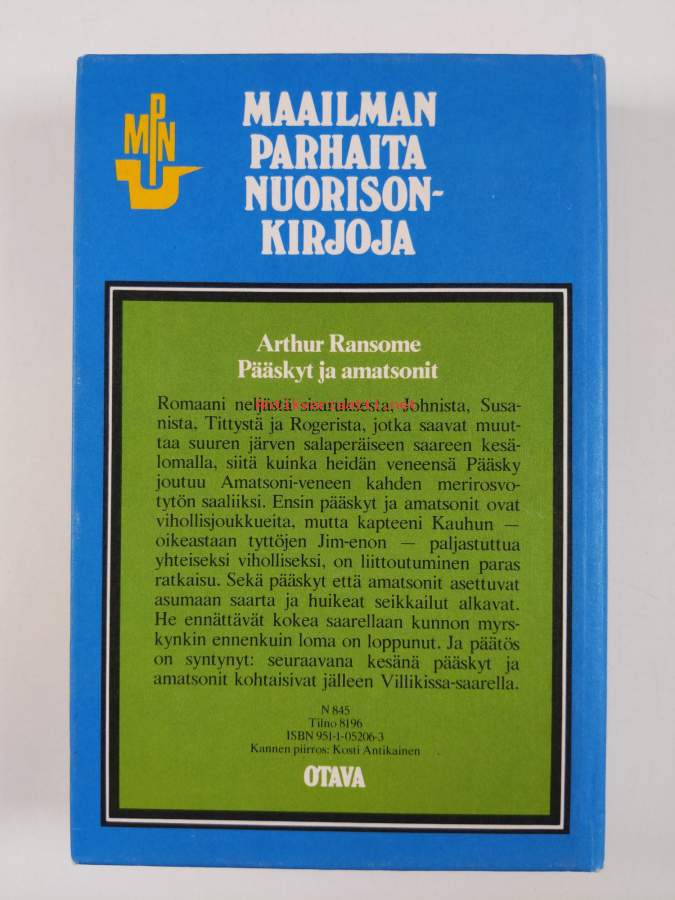 MPNU
MAAILMAN
PARHAITA
NUORISON-
KIRJOJA
Arthur Ransome
Pääskyt ja amatsonit
Romaani neljästä sisaruksesta, Johnista, Susa-
nista, Tittystä ja Rogerista, jotka saavat muut-
taa suuren järven salaperäiseen saareen kesä-
lomalla, siitä kuinka heidän veneensä Pääsky
joutuu Amatsoni-veneen kahden merirosvo-
tytön saaliiksi. Ensin pääskyt ja amatsonit ovat
vihollisjoukkueita, mutta kapteeni Kauhun —
oikeastaan tyttöjen Jim-enon — paljastuttua
yhteiseksi viholliseksi, on liittoutuminen paras
ratkaisu. Sekä pääskyt että amatsonit asettuvat
asumaan saarta ja huikeat seikkailut alkavat.
He ennättävät kokea saarellaan kunnon myrs-
kynkin ennenkuin loma on loppunut. Ja päätös
on syntynyt: seuraavana kesänä pääskyt ja
amatsonit kohtaisivat jälleen Villikissa-saarella.
N 845
Tilno 8196
ISBN 951-1-05206-3
Kannen piirros: Kosti Antikainen
OTAVA